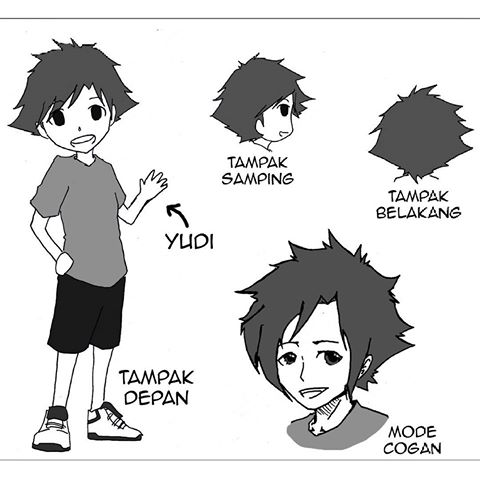 TAMPAK
SAMPING
TAMPAK
BELAKANG
YUDI
TAMPAK
DEPAN
MODE
COGAN